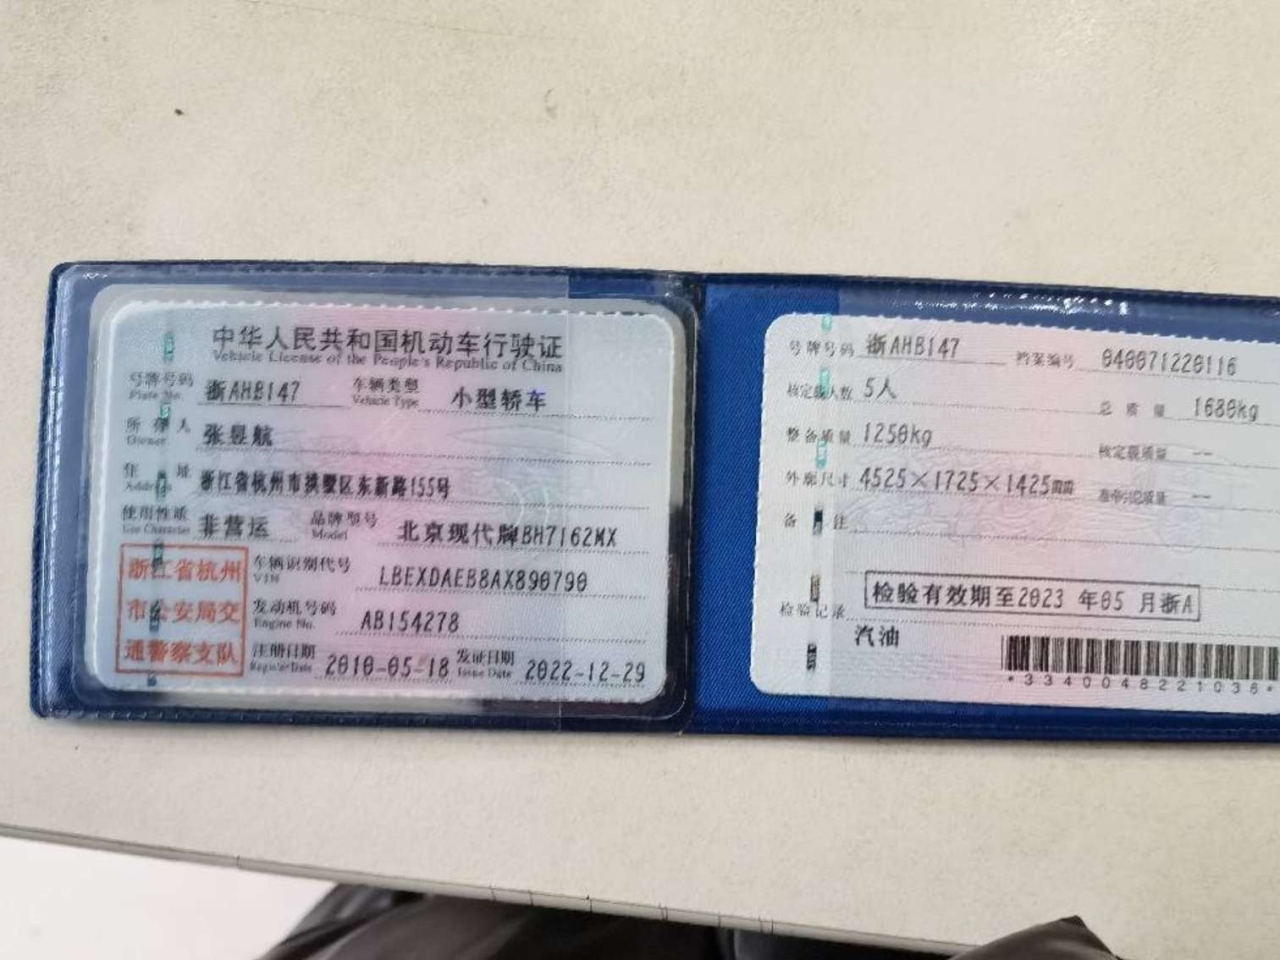 中华人民共和国机动车行驶证
Vehicle License of the People's Republic of China
号牌号码 浙AHB147 车辆类型 小型轿车
Plate No. Vehicle Type
所有人 张昱航
Owner
住址 浙江省杭州市拱墅区东新路155号
Address
使用性质 非营运 品牌型号 北京现代牌BH7162MX
Use Character Model
浙江省杭州
市公安局交
通警察支队
车辆识别代号 LBEXDAEB8AX890790
VIN
发动机号码 AB154278
Engine No.
注册日期 2010-05-18 发证日期 2022-12-29
Register Date Issue Date
号牌号码 浙AHB147 档案编号 040071220116
核定载人数 5人 总质量 1680kg
整备质量 1250kg 核定载质量 --
外廓尺寸 4525×1725×1425mm 准牵引总质量 --
备注
检验有效期至2023 年05 月浙A
检验记录
汽油
*3340048221036*